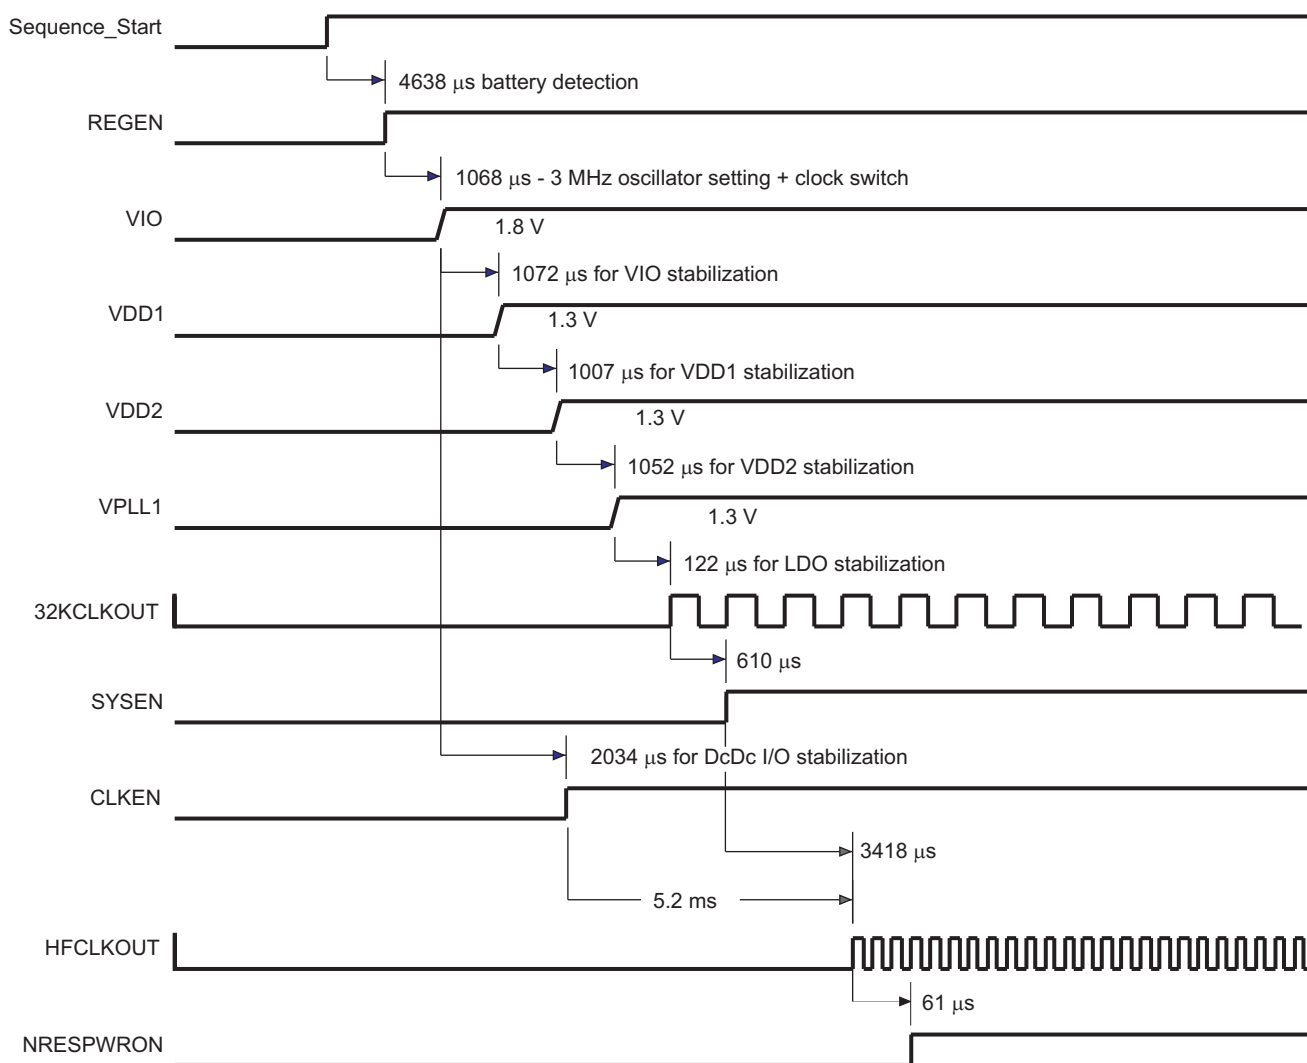 Sequence_Start
4638 μs battery detection
REGEN
1068 μs - 3 MHz oscillator setting + clock switch
VIO
1.8 V
1072 μs for VIO stabilization
VDD1
1.3 V
1007 μs for VDD1 stabilization
VDD2
1.3 V
1052 μs for VDD2 stabilization
VPLL1
1.3 V
122 μs for LDO stabilization
32KCLKOUT
610 μs
SYSEN
2034 μs for DcDc I/O stabilization
CLKEN
3418 μs
5.2 ms
HFCLKOUT
61 μs
NRESPWRON